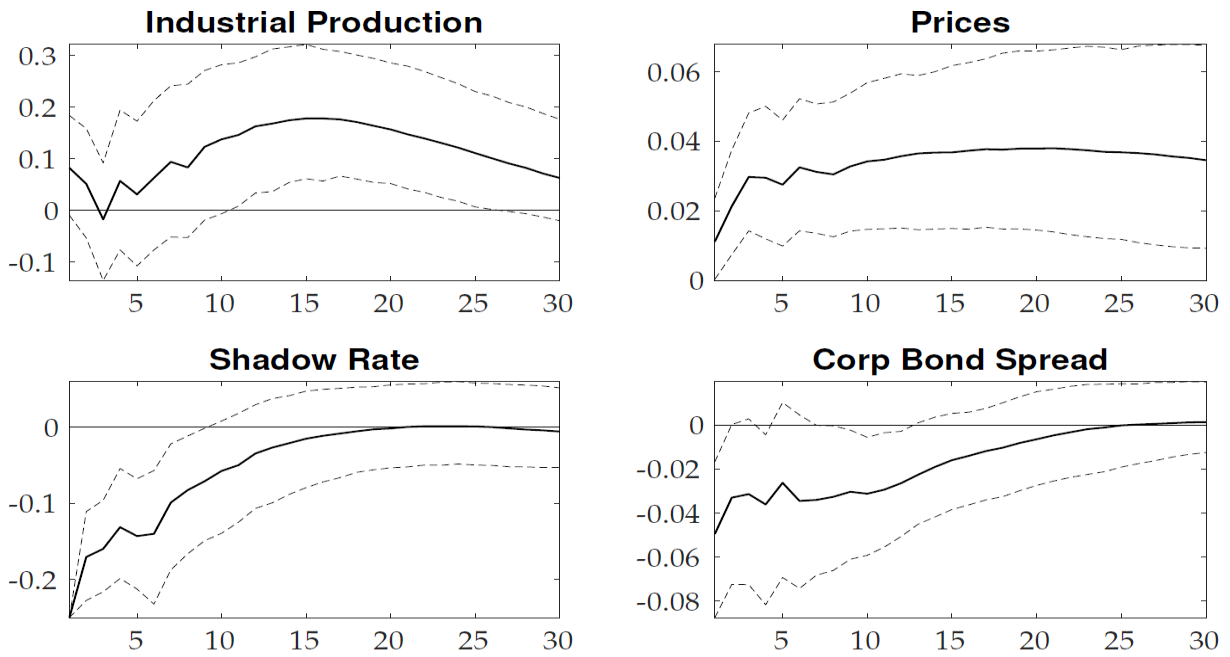 Industrial Production
0.3
0.2
0.1
0
-0.1
5 10 15 20 25 30
Prices
0.06
0.04
0.02
0
5 10 15 20 25 30
Shadow Rate
0
-0.1
-0.2
5 10 15 20 25 30
Corp Bond Spread
0
-0.02
-0.04
-0.06
-0.08
5 10 15 20 25 30